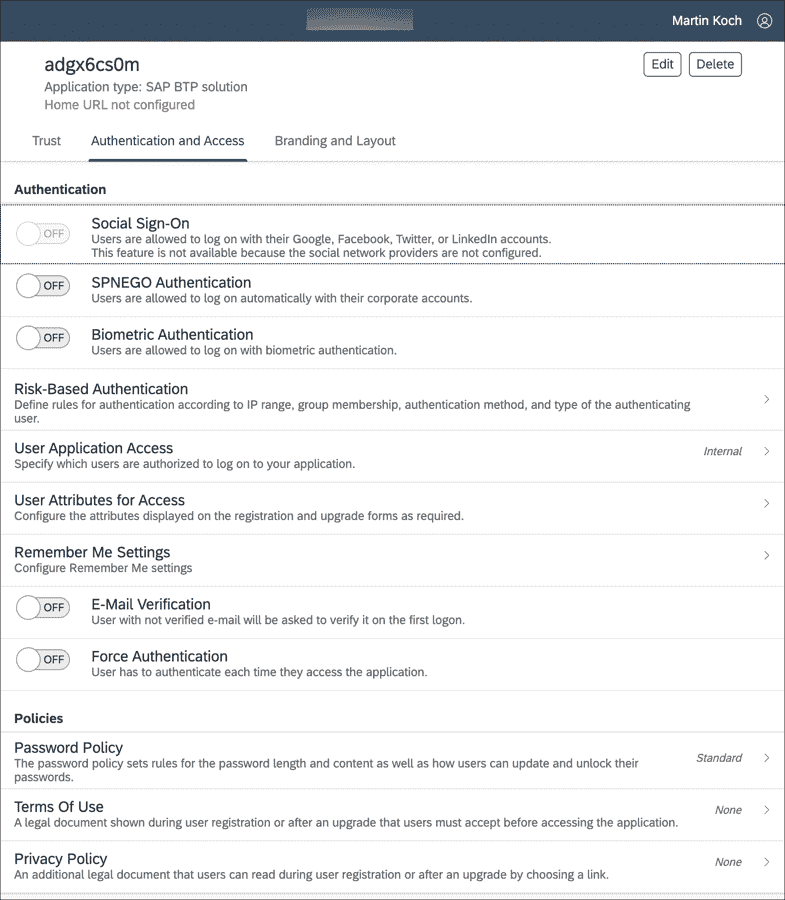 Martin Koch
adgx6cs0m
Edit
Delete
Application type: SAP BTP solution
Home URL not configured
Trust
Authentication and Access
Branding and Layout
Authentication
OFF
Social Sign-On
Users are allowed to log on with their Google, Facebook, Twitter, or LinkedIn accounts.
This feature is not available because the social network providers are not configured.
OFF
SPNEGO Authentication
Users are allowed to log on automatically with their corporate accounts.
OFF
Biometric Authentication
Users are allowed to log on with biometric authentication.
Risk-Based Authentication
Define rules for authentication according to IP range, group membership, authentication method, and type of the authenticating
user.
User Application Access
Specify which users are authorized to log on to your application.
Internal
User Attributes for Access
Configure the attributes displayed on the registration and upgrade forms as required.
Remember Me Settings
Configure Remember Me settings
OFF
E-Mail Verification
User with not verified e-mail will be asked to verify it on the first logon.
OFF
Force Authentication
User has to authenticate each time they access the application.
Policies
Password Policy
The password policy sets rules for the password length and content as well as how users can update and unlock their
passwords.
Standard
Terms Of Use
A legal document shown during user registration or after an upgrade that users must accept before accessing the application.
None
Privacy Policy
An additional legal document that users can read during user registration or after an upgrade by choosing a link.
None